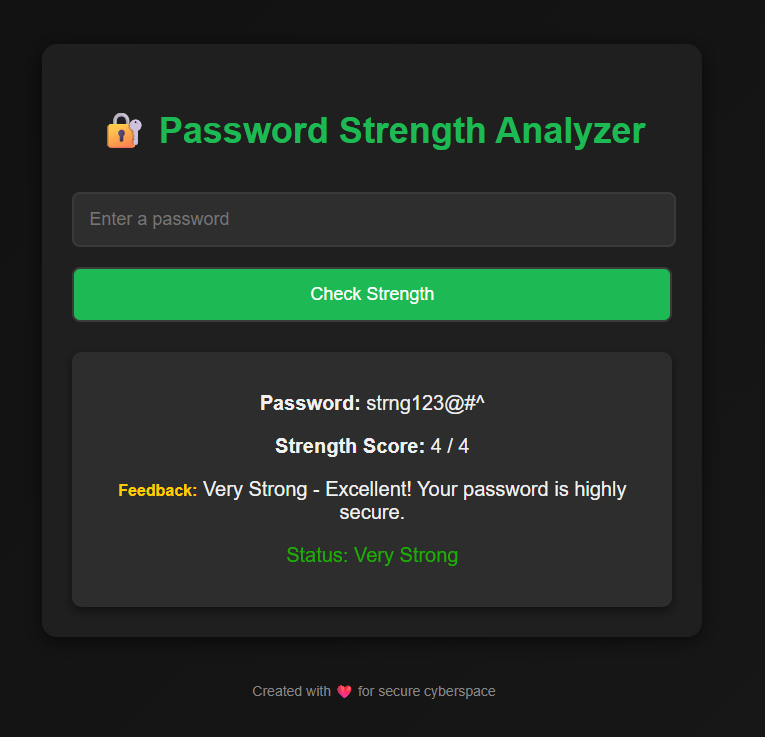 🔐 Password Strength Analyzer
Enter a password
Check Strength
Password: strng123@#^
Strength Score: 4 / 4
Feedback: Very Strong - Excellent! Your password is highly
secure.
Status: Very Strong
Created with ❤️ for secure cyberspace